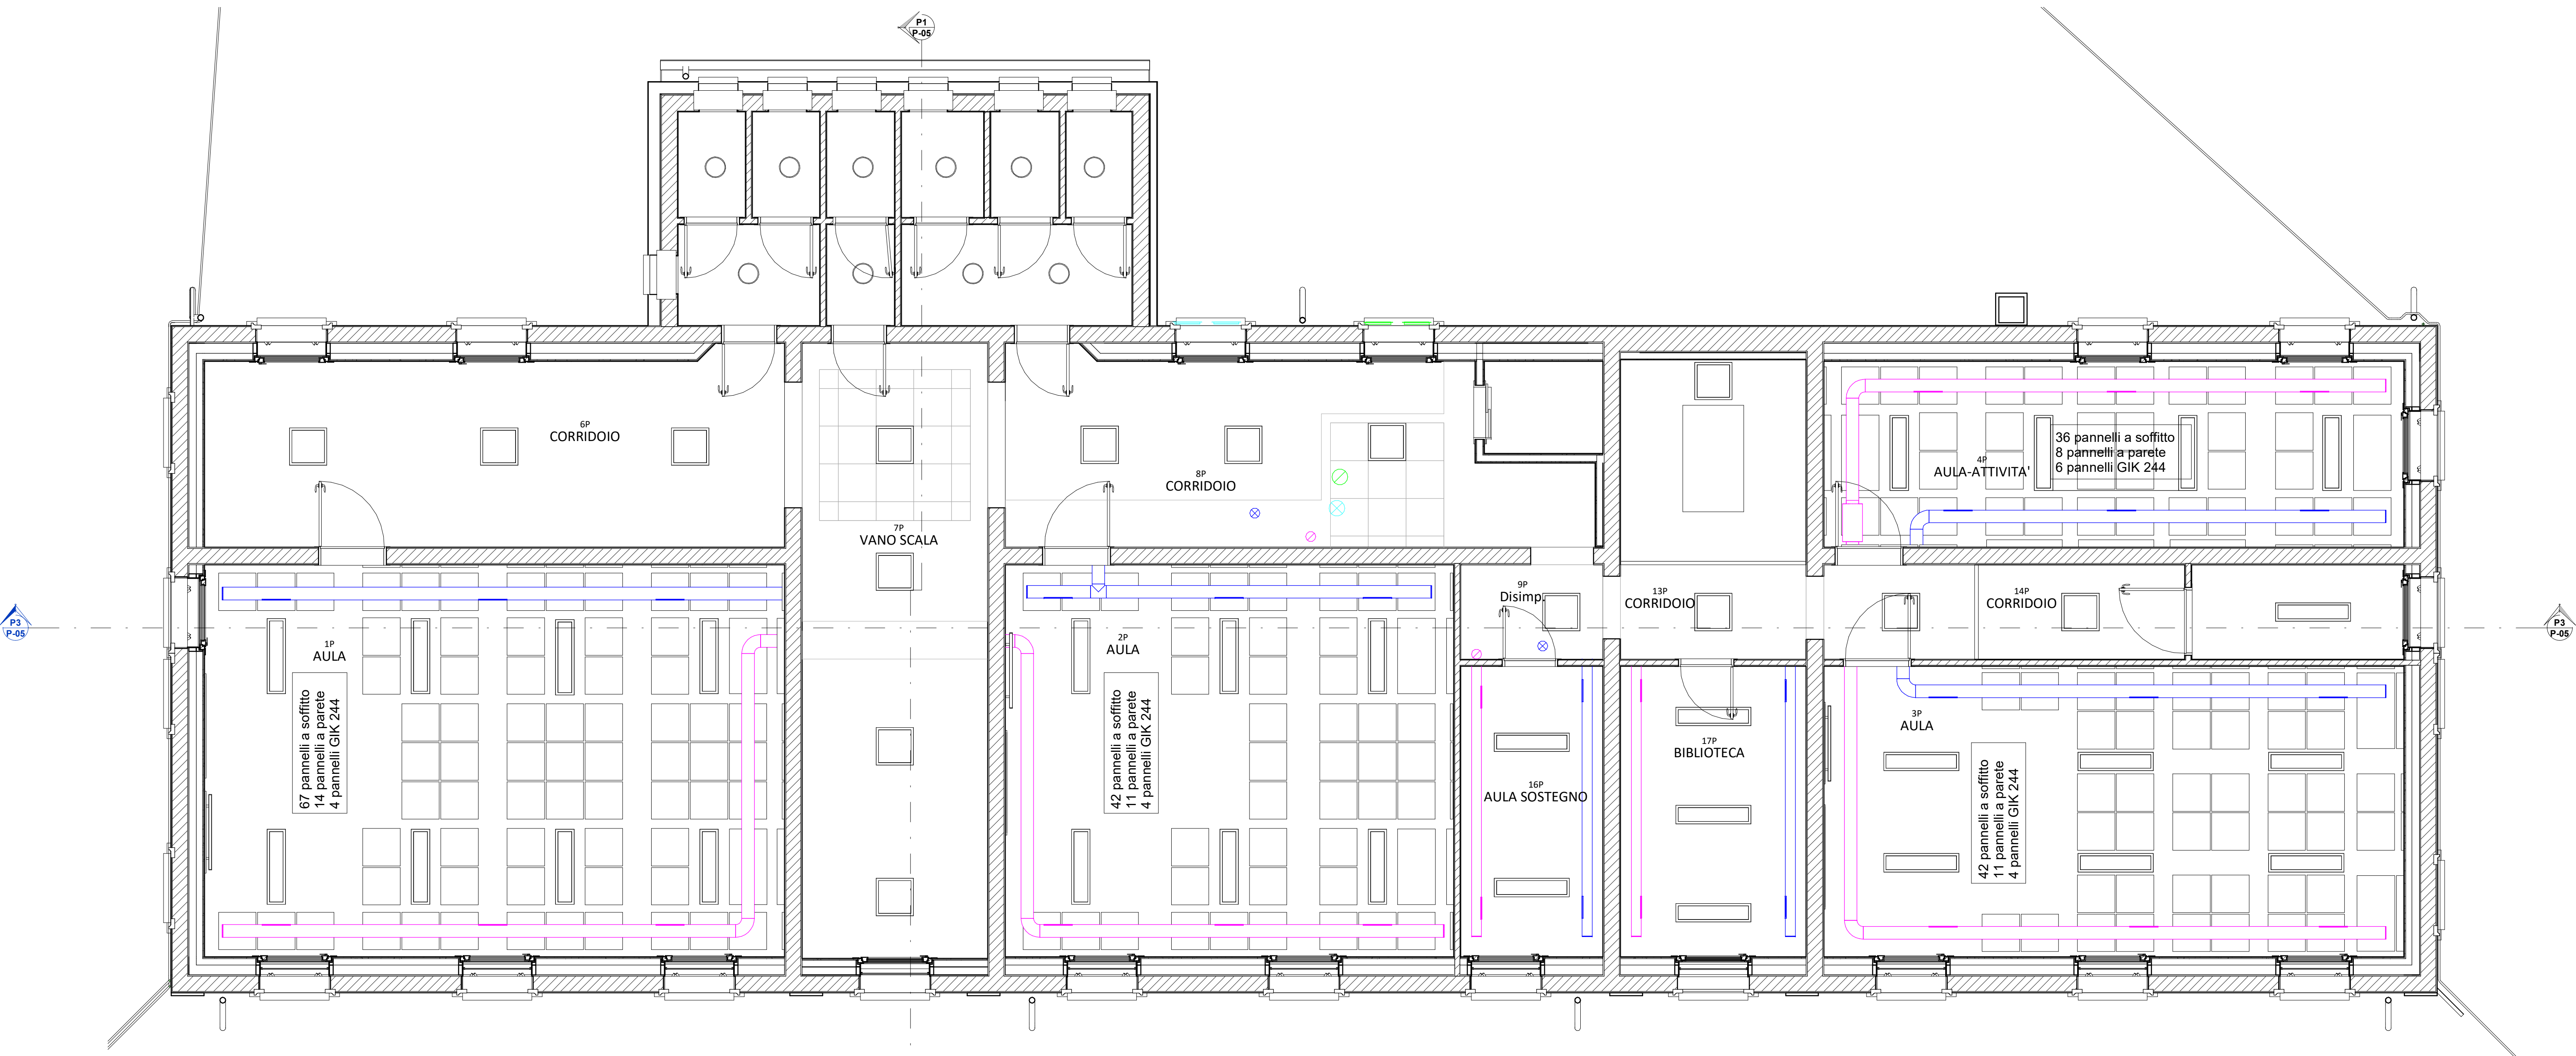 P1
P-05
6P
CORRIDOIO
8P
CORRIDOIO
4P
AULA-ATTIVITA'
36 pannelli a soffitto
8 pannelli a parete
6 pannelli GIK 244
7P
VANO SCALA
9P
Disimp.
13P
CORRIDOIO
14P
CORRIDOIO
P3
P-05
P3
P-05
1P
AULA
67 pannelli a soffitto
14 pannelli a parete
4 pannelli GIK 244
2P
AULA
42 pannelli a soffitto
11 pannelli a parete
4 pannelli GIK 244
16P
AULA SOSTEGNO
17P
BIBLIOTECA
3P
AULA
42 pannelli a soffitto
11 pannelli a parete
4 pannelli GIK 244